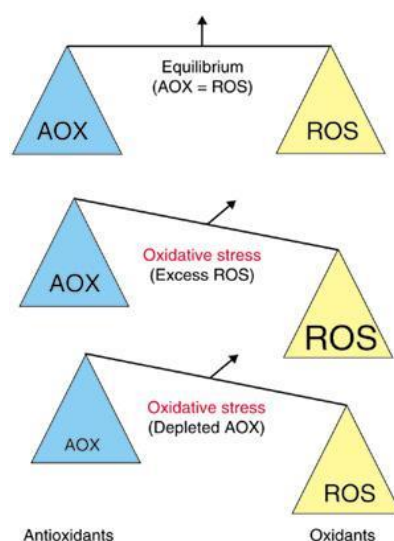 Equilibrium
(AOX = ROS)
AOX
ROS
Oxidative stress
(Excess ROS)
AOX
ROS
Oxidative stress
(Depleted AOX)
AOX
ROS
Antioxidants
Oxidants